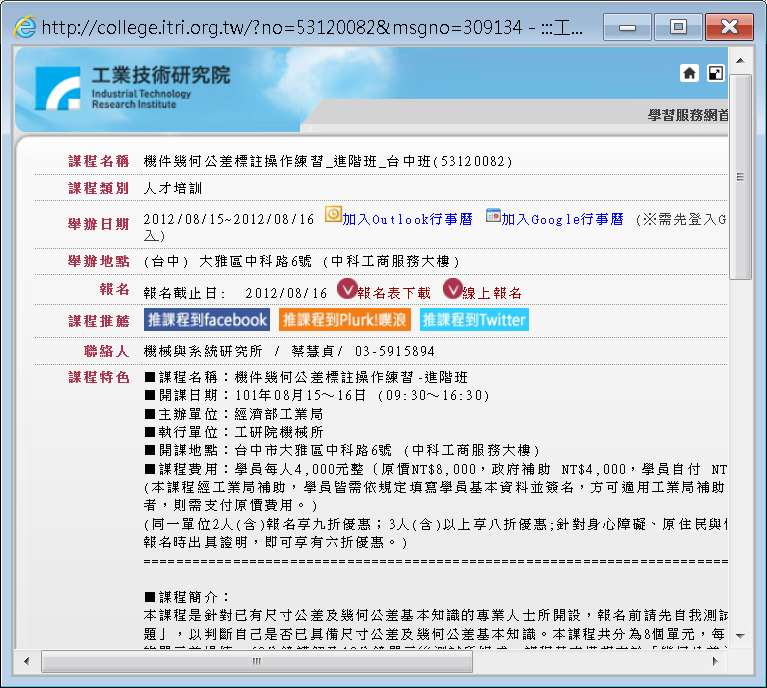 http://college.itri.org.tw/?no=53120082&msgno=309134 - :::工...
工業技術研究院
Industrial Technology
Research Institute
學習服務網首
課程名稱 機件幾何公差標註操作練習_進階班_台中班(53120082)
課程類別 人才培訓
舉辦日期 2012/08/15~2012/08/16 加入Outlook行事曆 加入Google行事曆 (※需先登入G
入)
舉辦地點 (台中) 大雅區中科路6號 (中科工商服務大樓)
報名 報名截止日: 2012/08/16 報名表下載 線上報名
課程推薦 推課程到facebook 推課程到Plurk!噗浪 推課程到Twitter
聯絡人 機械與系統研究所 / 蔡慧貞/ 03-5915894
課程特色 ■課程名稱：機件幾何公差標註操作練習-進階班
■開課日期：101年08月15～16日 (09:30～16:30)
■主辦單位：經濟部工業局
■執行單位：工研院機械所
■開課地點：台中市大雅區中科路6號 (中科工商服務大樓)
■課程費用：學員每人4,000元整〔原價NT$8,000，政府補助 NT$4,000，學員自付 NT
(本課程經工業局補助，學員皆需依規定填寫學員基本資料並簽名，方可適用工業局補助
者，則需支付原價費用。)
(同一單位2人(含)報名享九折優惠；3人(含)以上享八折優惠;針對身心障礙、原住民與
報名時出具證明，即可享有六折優惠。)
========================================================================
■課程簡介：
本課程是針對已有尺寸公差及幾何公差基本知識的專業人士所開設，報名前請先自我測試
題」，以判斷自己是否已具備尺寸公差及幾何公差基本知識。本課程共分為8個單元，每